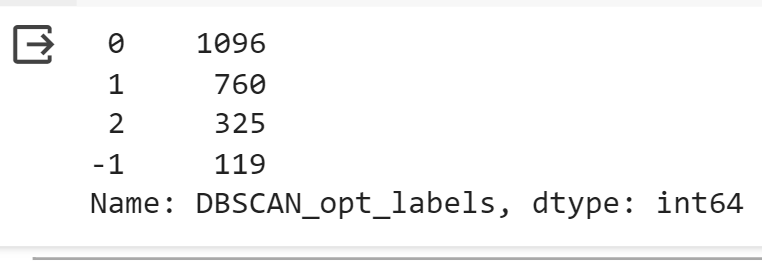 0    1096
1     760
2     325
-1     119
Name: DBSCAN_opt_labels, dtype: int64